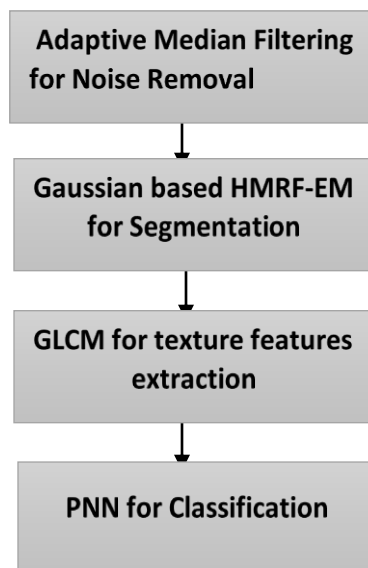 Adaptive Median Filtering
for Noise Removal
Gaussian based HMRF-EM
for Segmentation
GLCM for texture features
extraction
PNN for Classification